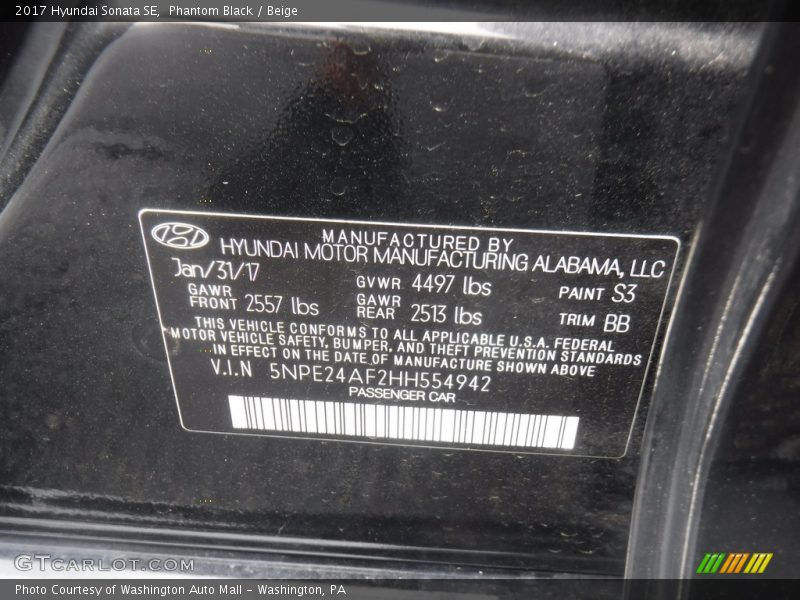 2017 Hyundai Sonata SE, Phantom Black / Beige
MANUFACTURED BY
HYUNDAI MOTOR MANUFACTURING ALABAMA, LLC
Jan/31/17 GVWR 4497 lbs PAINT S3
GAWR FRONT 2557 lbs GAWR REAR 2513 lbs TRIM BB
THIS VEHICLE CONFORMS TO ALL APPLICABLE U.S.A. FEDERAL
MOTOR VEHICLE SAFETY, BUMPER, AND THEFT PREVENTION STANDARDS
IN EFFECT ON THE DATE OF MANUFACTURE SHOWN ABOVE
V.I.N 5NPE24AF2HH554942
PASSENGER CAR
GTCARLOT.COM
Photo Courtesy of Washington Auto Mall - Washington, PA